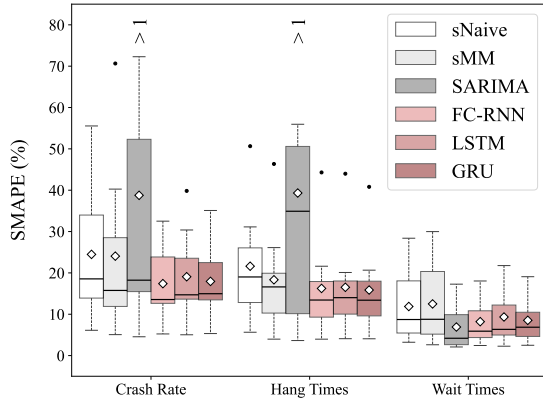 1
1
80
70
60
50
40
30
20
10
0
SMAPE (%)
sNaive
sMM
SARIMA
FC-RNN
LSTM
GRU
Crash Rate
Hang Times
Wait Times